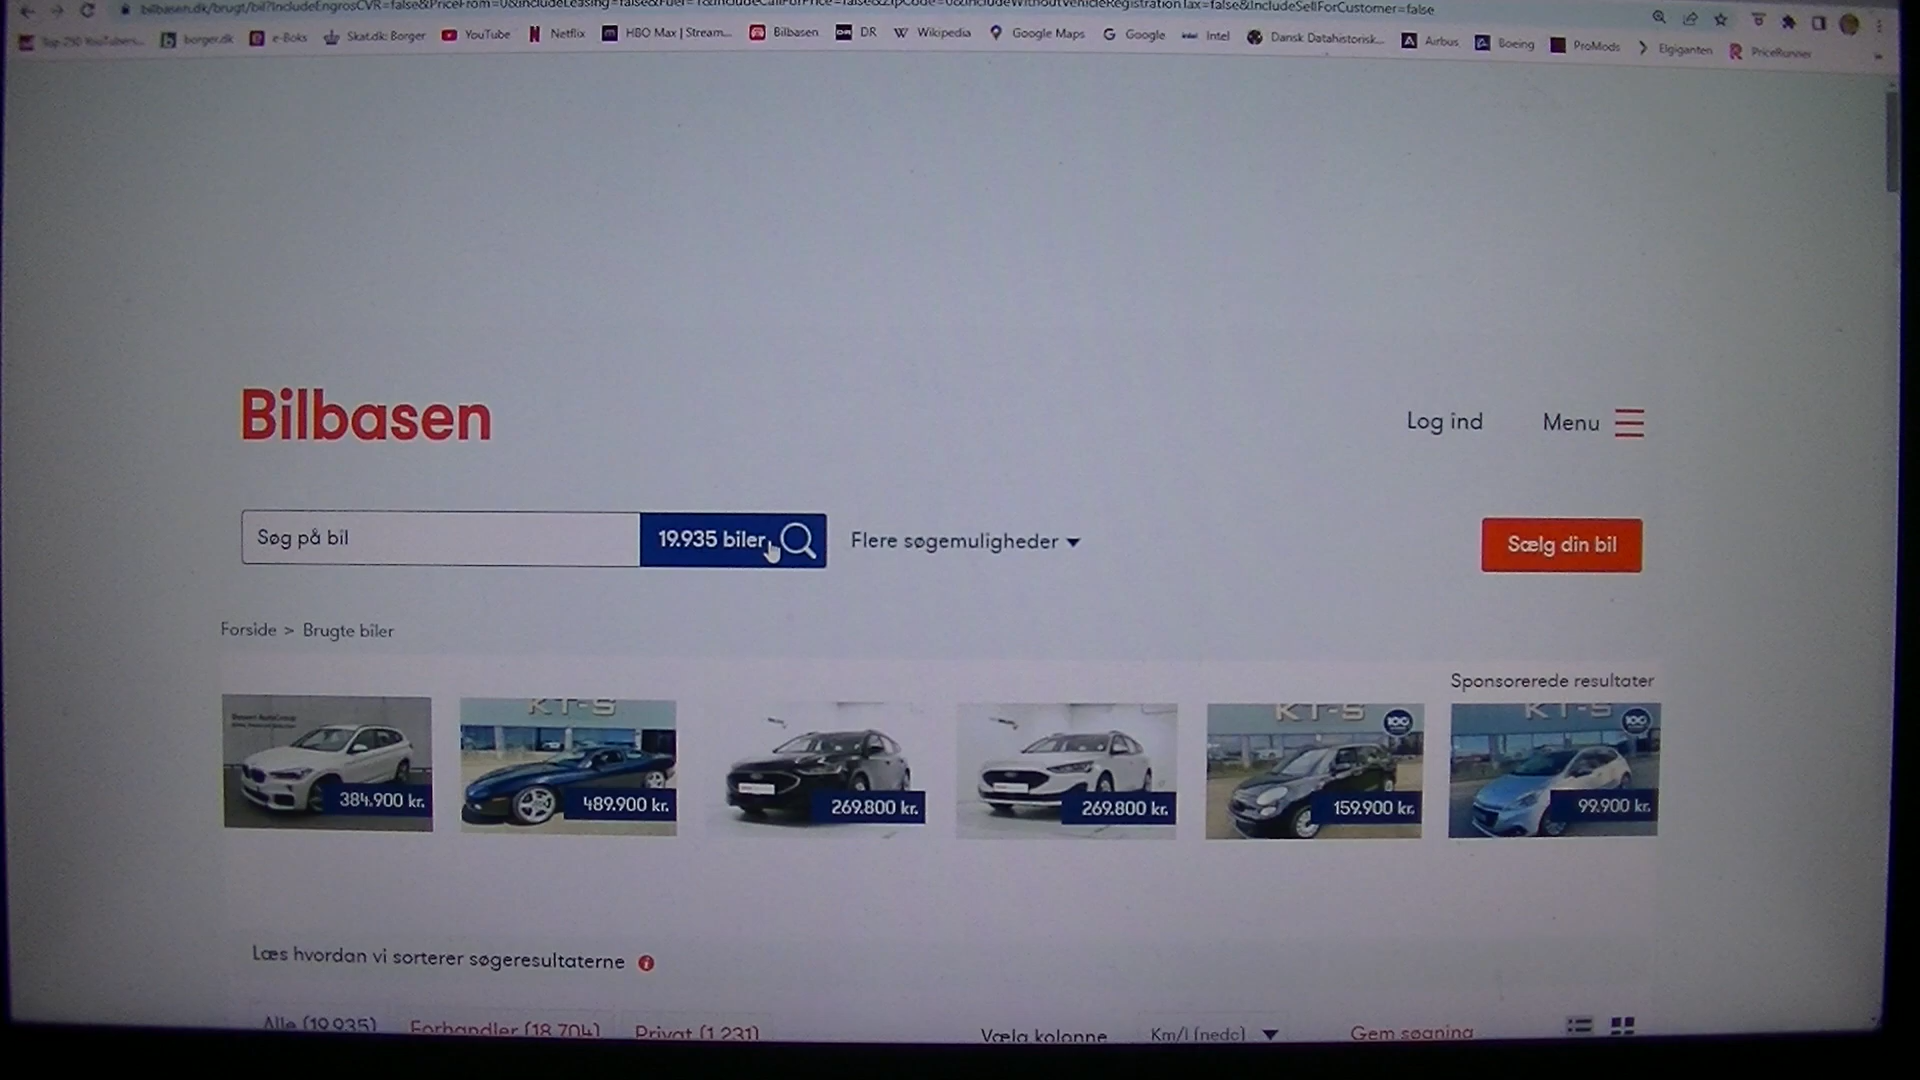 bilbasen.dk/brugt/bil?IncludeEngrosCVR=false&PriceFrom=0&includeLeasing=false&Fuel=1&IncludeCallForPrice=false&ZipCode=0&IncludeWithoutVehicleRegistrationTax=false&IncludeSellForCustomer=false
Top 250 YouTubers... borger.dk e-Boks Skat.dk: Borger YouTube Netflix HBO Max | Stream... Bilbasen DR Wikipedia Google Maps Google Intel Dansk Datahistorisk... Airbus Boeing ProMods Elgiganten PriceRunner
Bilbasen
Log ind Menu
Søg på bil 19.935 biler Flere søgemuligheder Sælg din bil
Forside > Brugte biler
Sponsorerede resultater
KT-S KT-S KT-S
100 100
384.900 kr. 489.900 kr. 269.800 kr. 269.800 kr. 159.900 kr. 99.900 kr.
Læs hvordan vi sorterer søgeresultaterne
Alle (19.935) Forhandler (18.704) Privat (1.231) Vælg kolonne Km/l (nedc) Gem søgning